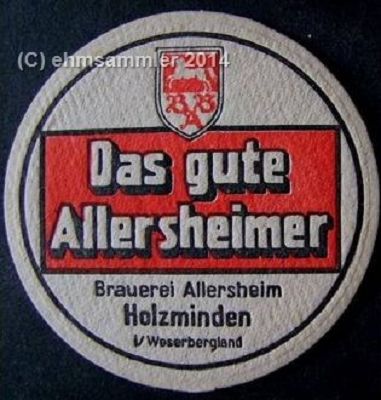 (C) ehmsammler 2014
B B
A
Das gute
Allersheimer
Brauerei Allersheim
Holzminden
i/ Weserbergland